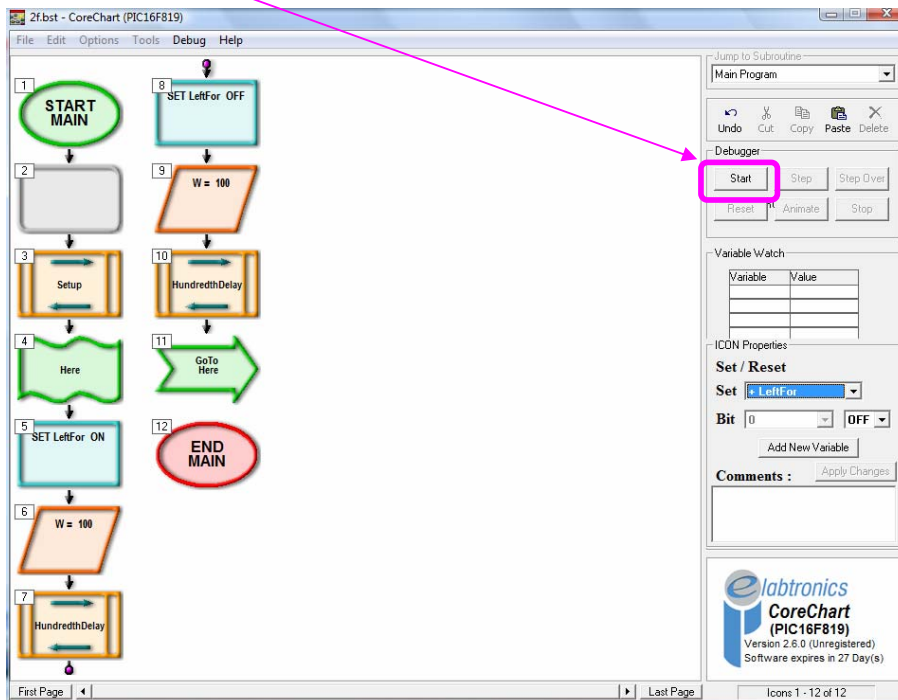 2f.bst - CoreChart (PIC16F819)
File Edit Options Tools Debug Help
1
START
MAIN
2
3
Setup
4
Here
5
SET LeftFor ON
6
W = 100
7
HundredthDelay
8
SET LeftFor OFF
9
W = 100
10
HundredthDelay
11
GoTo
Here
12
END
MAIN
Jump to Subroutine
Main Program
Undo Cut Copy Paste Delete
Debugger
Start Step Step Over
Reset Animate Stop
Variable Watch
Variable Value
ICON Properties
Set / Reset
Set + LeftFor
Bit 0 OFF
Add New Variable
Comments : Apply Changes
elabtronics
CoreChart
(PIC16F819)
Version 2.6.0 (Unregistered)
Software expires in 27 Day(s)
First Page Last Page Icons 1 - 12 of 12